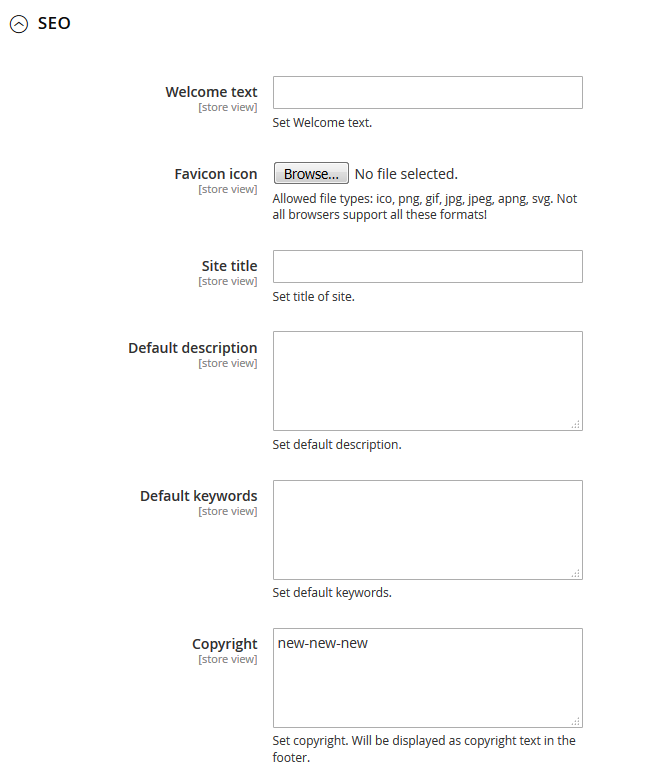 SEO
Welcome text
[store view]
Set Welcome text.
Favicon icon
[store view]
Browse... No file selected.
Allowed file types: ico, png, gif, jpg, jpeg, apng, svg. Not
all browsers support all these formats!
Site title
[store view]
Set title of site.
Default description
[store view]
Set default description.
Default keywords
[store view]
Set default keywords.
Copyright
[store view]
new-new-new
Set copyright. Will be displayed as copyright text in the
footer.